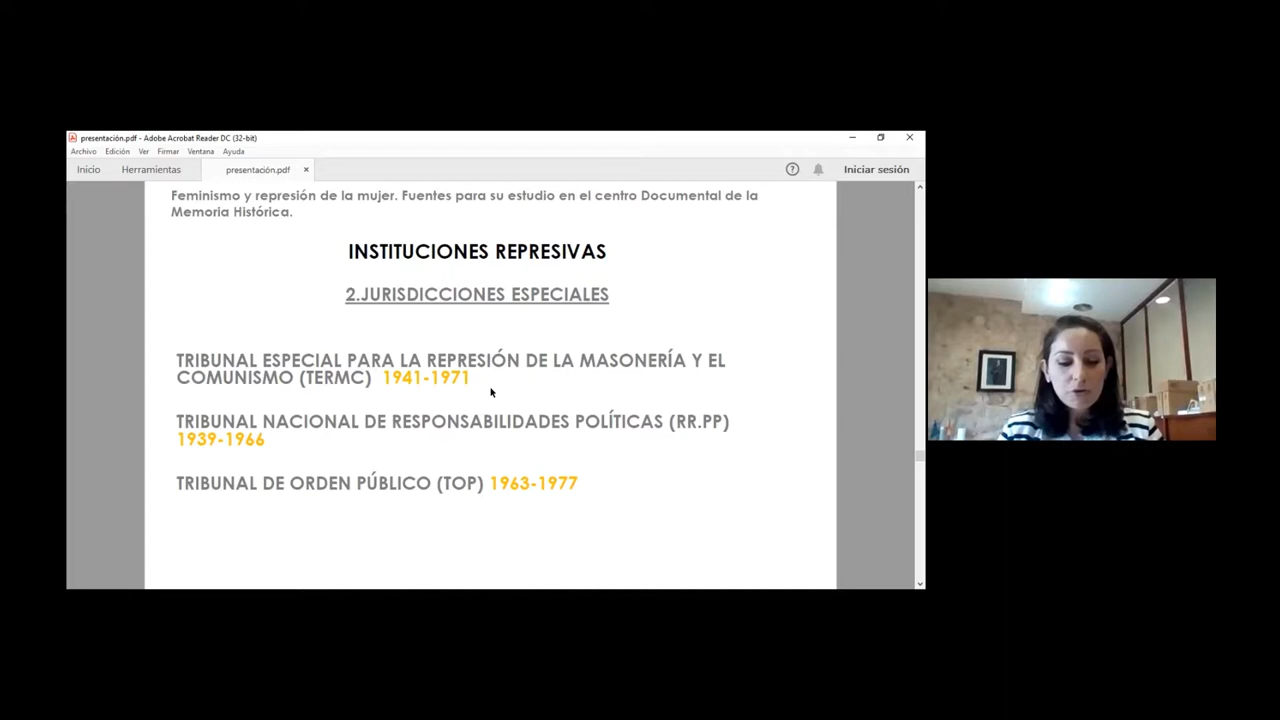 presentación.pdf - Adobe Acrobat Reader DC (32-bit)
Archivo Edición Ver Firmar Ventana Ayuda
Inicio Herramientas presentación.pdf × ? Iniciar sesión
Feminismo y represión de la mujer. Fuentes para su estudio en el centro Documental de la
Memoria Histórica.
INSTITUCIONES REPRESIVAS
2.JURISDICCIONES ESPECIALES
TRIBUNAL ESPECIAL PARA LA REPRESIÓN DE LA MASONERÍA Y EL
COMUNISMO (TERMC) 1941-1971
TRIBUNAL NACIONAL DE RESPONSABILIDADES POLÍTICAS (RR.PP)
1939-1966
TRIBUNAL DE ORDEN PÚBLICO (TOP) 1963-1977